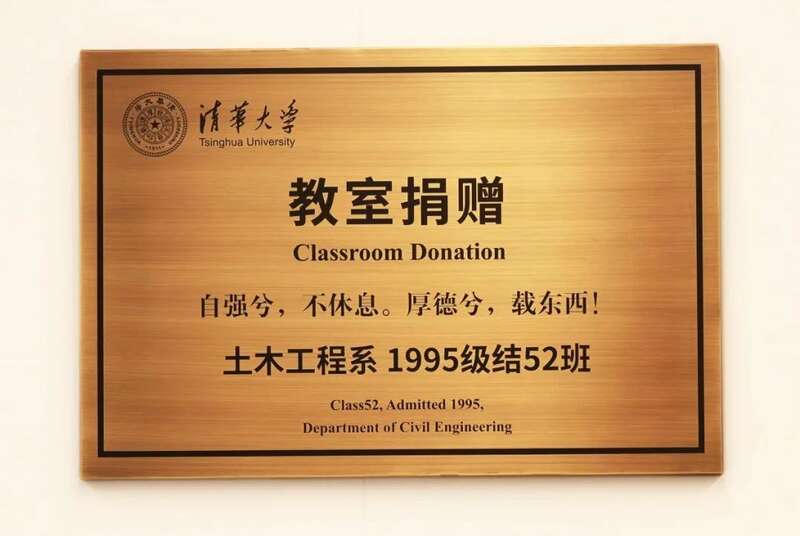 清华大学
Tsinghua University
教室捐赠
Classroom Donation
自强兮，不休息。厚德兮，载东西！
土木工程系 1995级结52班
Class52, Admitted 1995,
Department of Civil Engineering